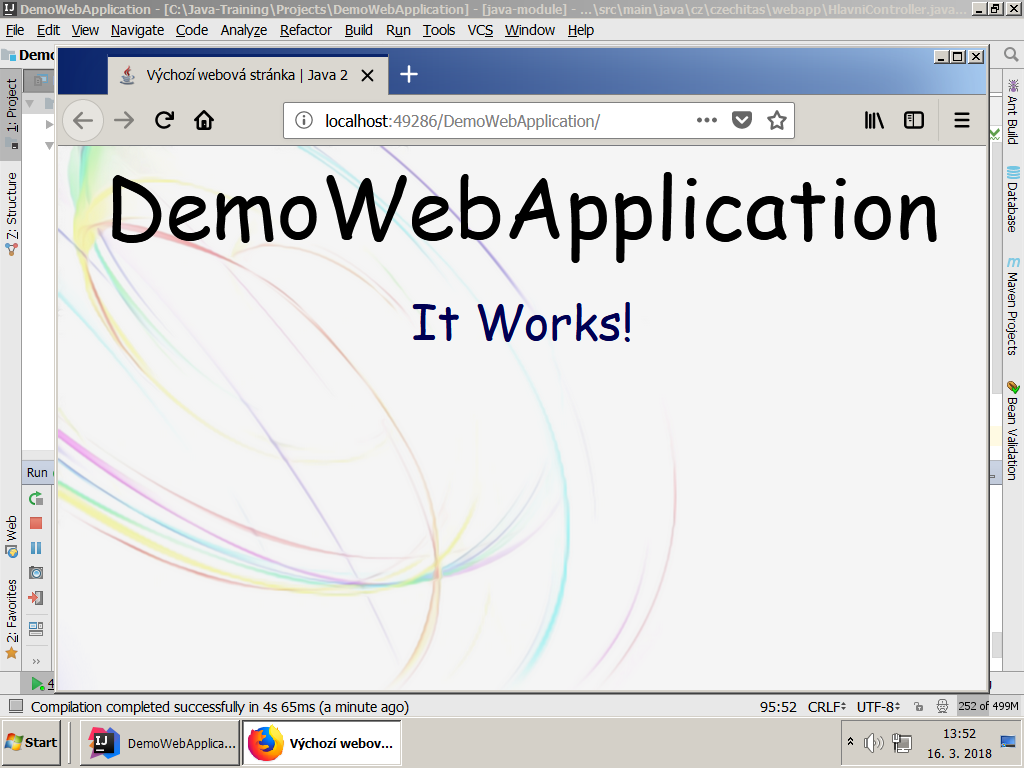 DemoWebApplication - [C:\Java-Training\Projects\DemoWebApplication] - [java-module] - ...\src\main\java\cz\czechitas\webapp\HlavniController.java...
File Edit View Navigate Code Analyze Refactor Build Run Tools VCS Window Help
Demo
Výchozí webová stránka | Java 2
localhost:49286/DemoWebApplication/
1: Project
7: Structure
Web
2: Favorites
DemoWebApplication
It Works!
Ant Build
Database
Maven Projects
Bean Validation
Run
4
Compilation completed successfully in 4s 65ms (a minute ago)
95:52 CRLF UTF-8 252 of 499M
Start DemoWebApplica... Výchozí webov...
13:52
16. 3. 2018